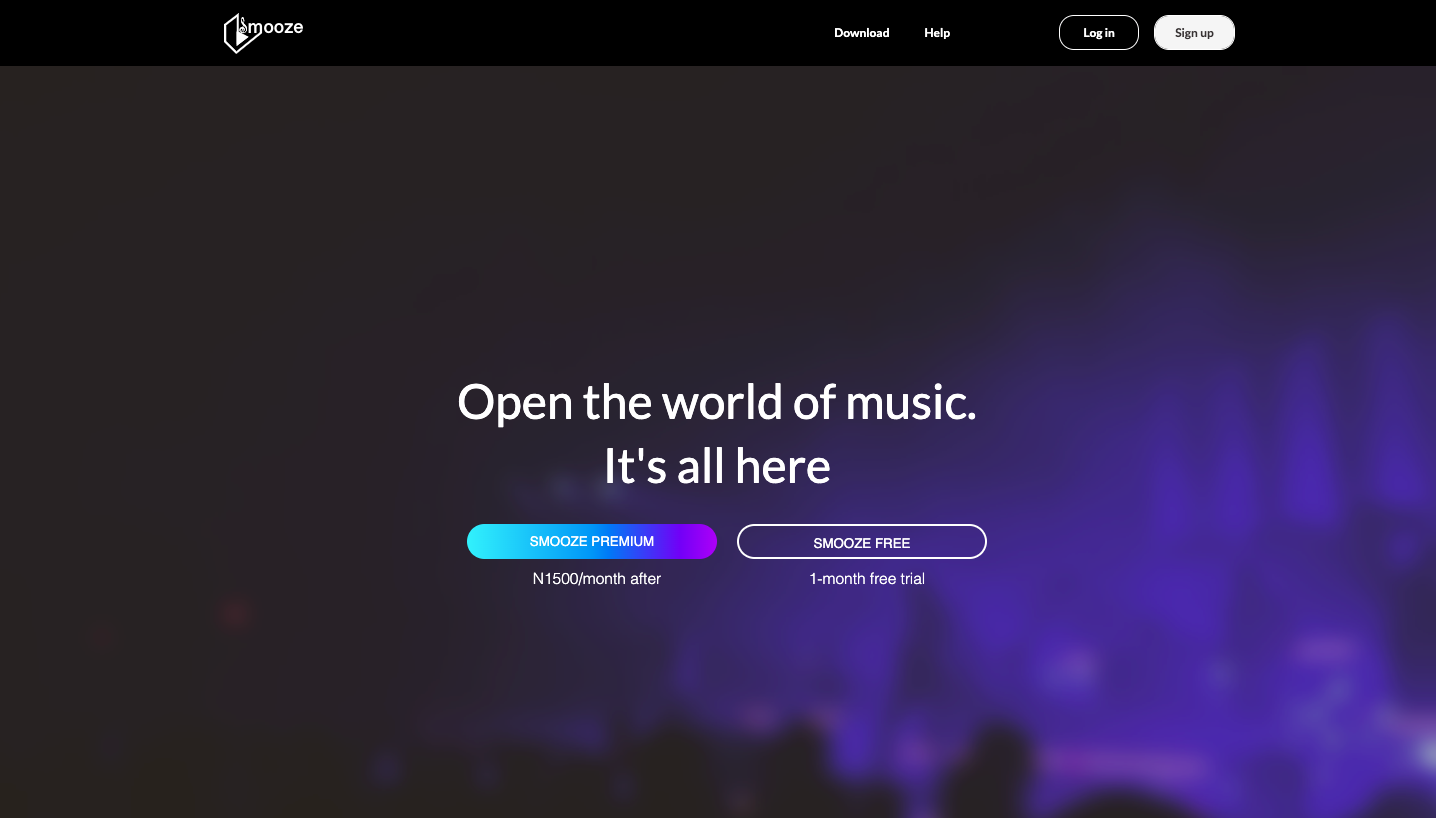 Smooze
Download
Help
Log in
Sign up
Open the world of music.
It's all here
SMOOZE PREMIUM
SMOOZE FREE
N1500/month after
1-month free trial